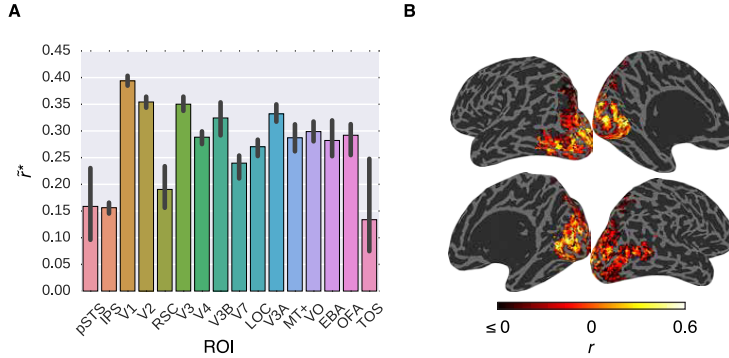 A
B
0.45
0.40
0.35
0.30
0.25
0.20
0.15
0.10
0.05
0.00
r̃*
pSTS IPS V1 V2 RSC V3 V4 V3B V7 LOC V3A MT+ VO EBA OFA TOS
ROI
≤ 0 0 0.6
r